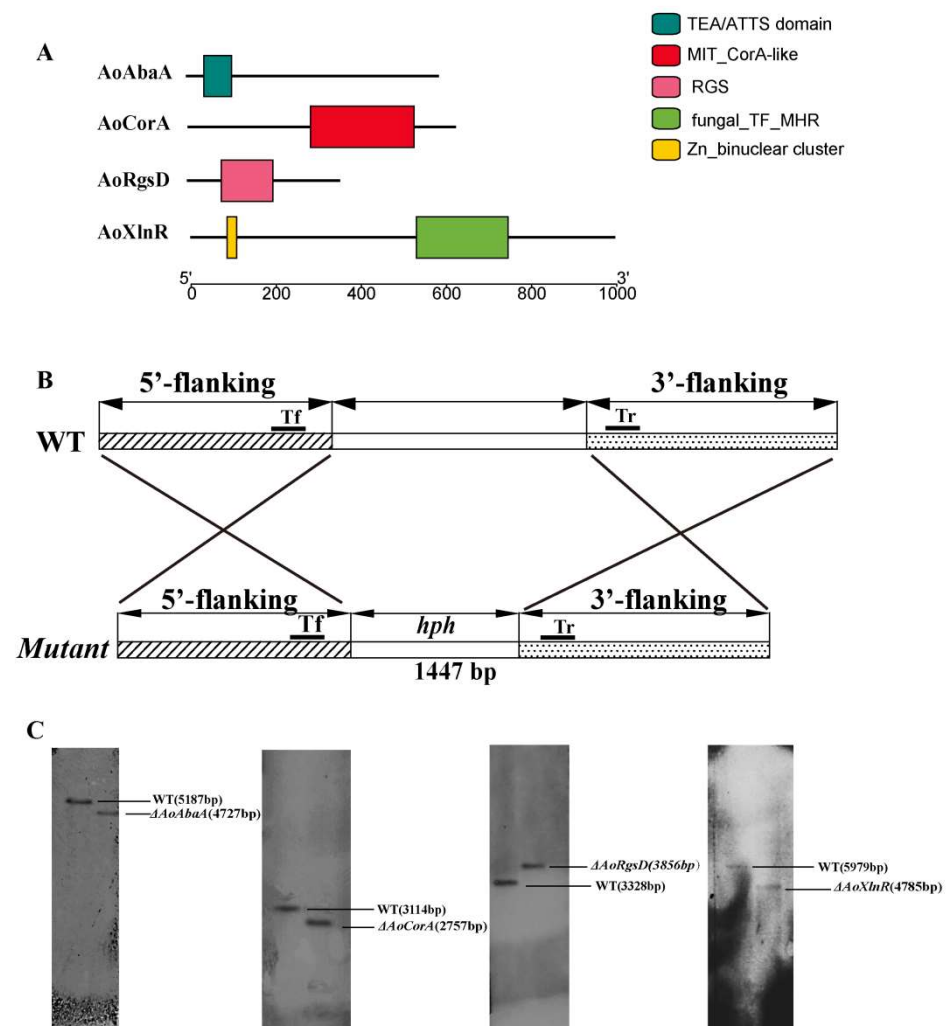 A
TEA/ATTS domain
MIT_CorA-like
RGS
fungal_TF_MHR
Zn_binuclear cluster
AoAbaA
AoCorA
AoRgsD
AoXlnR
5' 3'
0 200 400 600 800 1000
B
5'-flanking 3'-flanking
Tf Tr
WT
5'-flanking hph 3'-flanking
Tf Tr
Mutant
1447 bp
C
WT(5187bp)
ΔAoAbaA(4727bp)
WT(3114bp)
ΔAoCorA(2757bp)
ΔAoRgsD(3856bp)
WT(3328bp)
WT(5979bp)
ΔAoXlnR(4785bp)